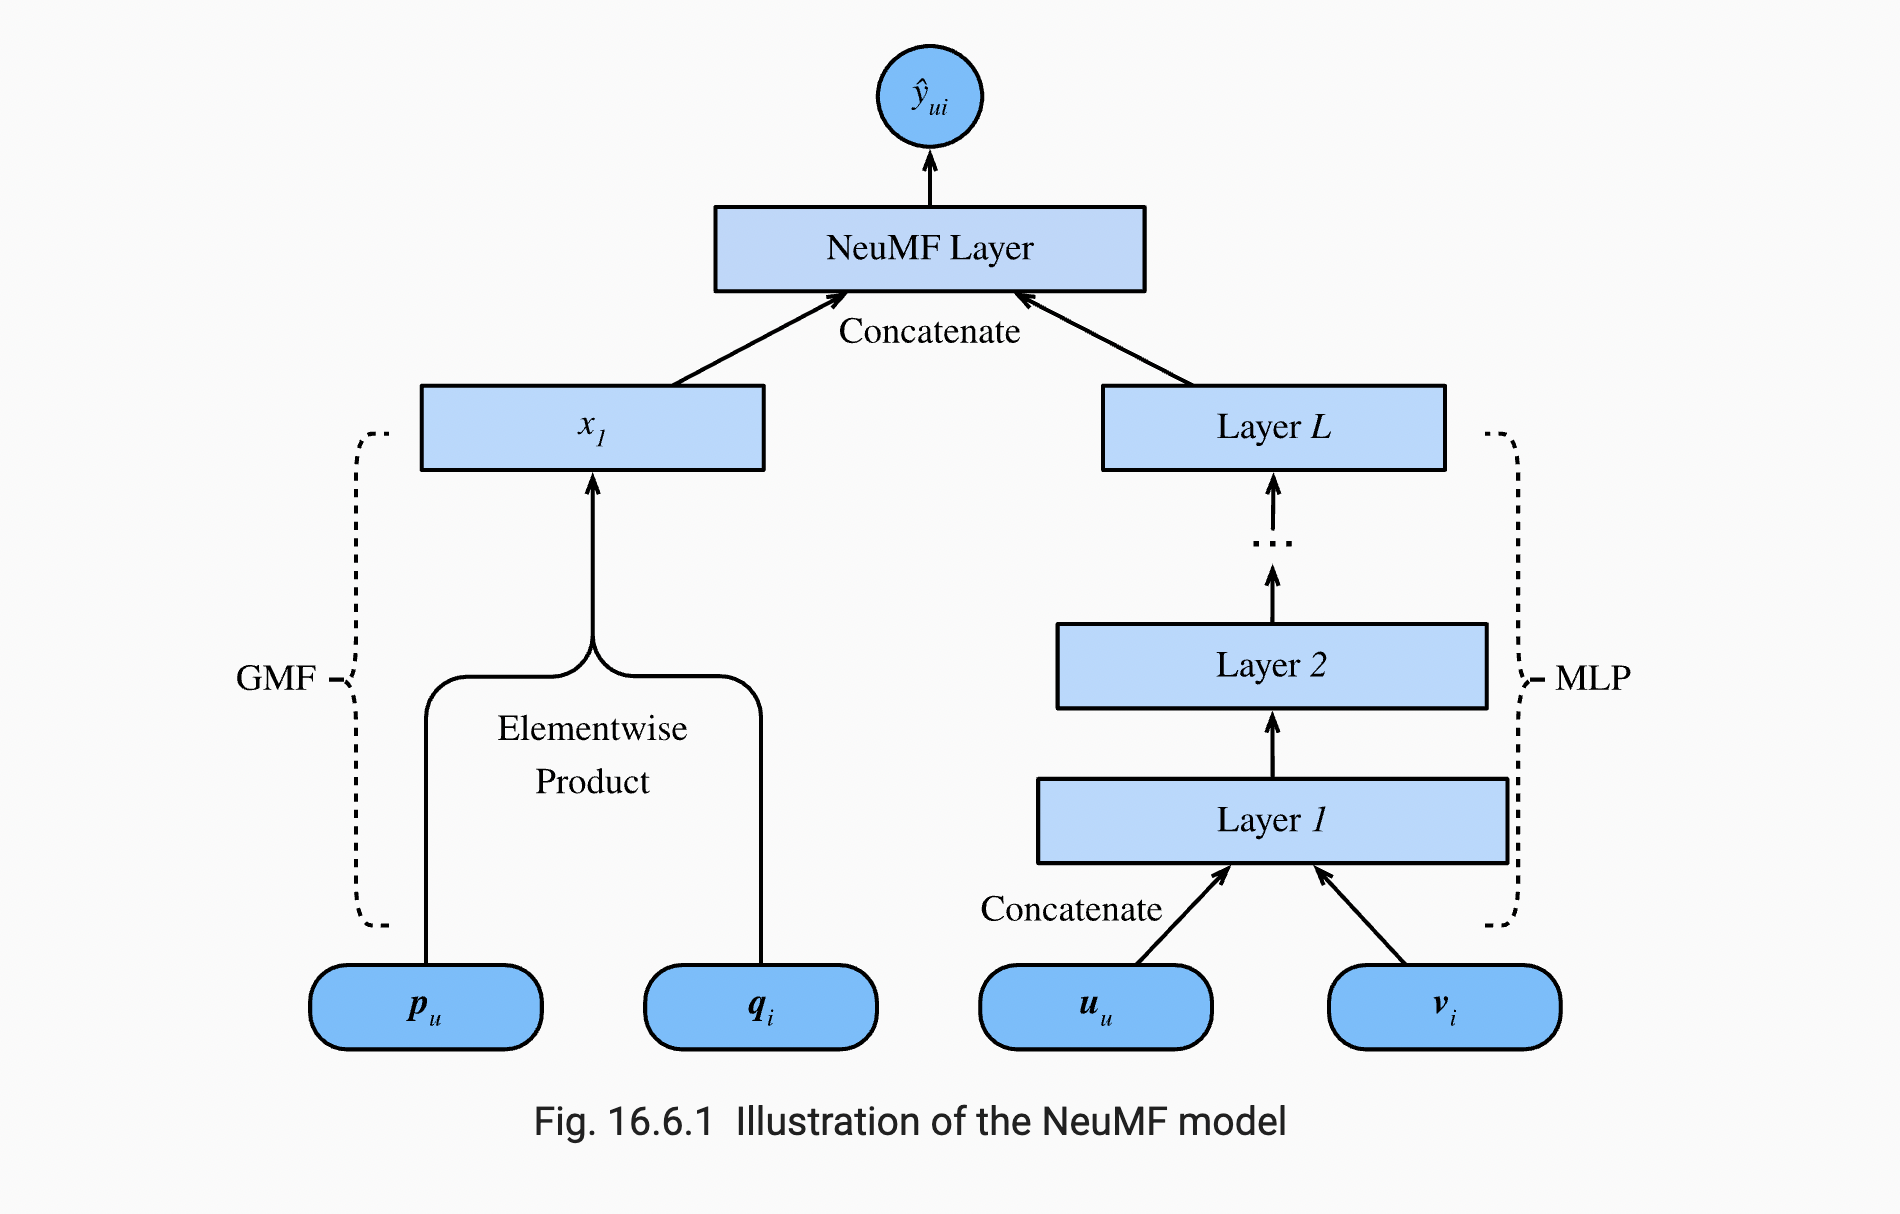 ŷui
NeuMF Layer
Concatenate
x1
Layer L
...
GMF
Layer 2
MLP
Elementwise
Product
Layer 1
Concatenate
pu
qi
uu
vi
Fig. 16.6.1 Illustration of the NeuMF model